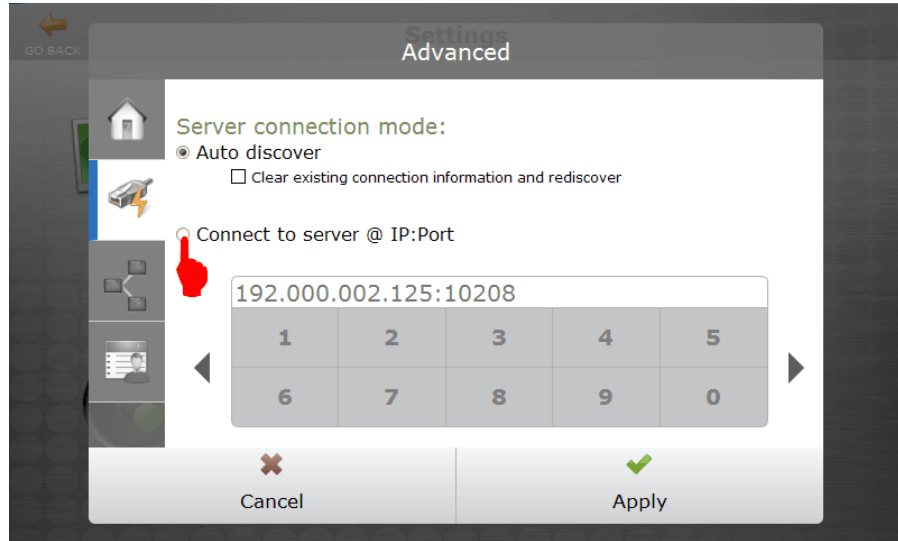 Settings
GO BACK
Advanced
Server connection mode:
Auto discover
Clear existing connection information and rediscover
Connect to server @ IP:Port
192.000.002.125:10208
1 2 3 4 5
6 7 8 9 0
Cancel Apply